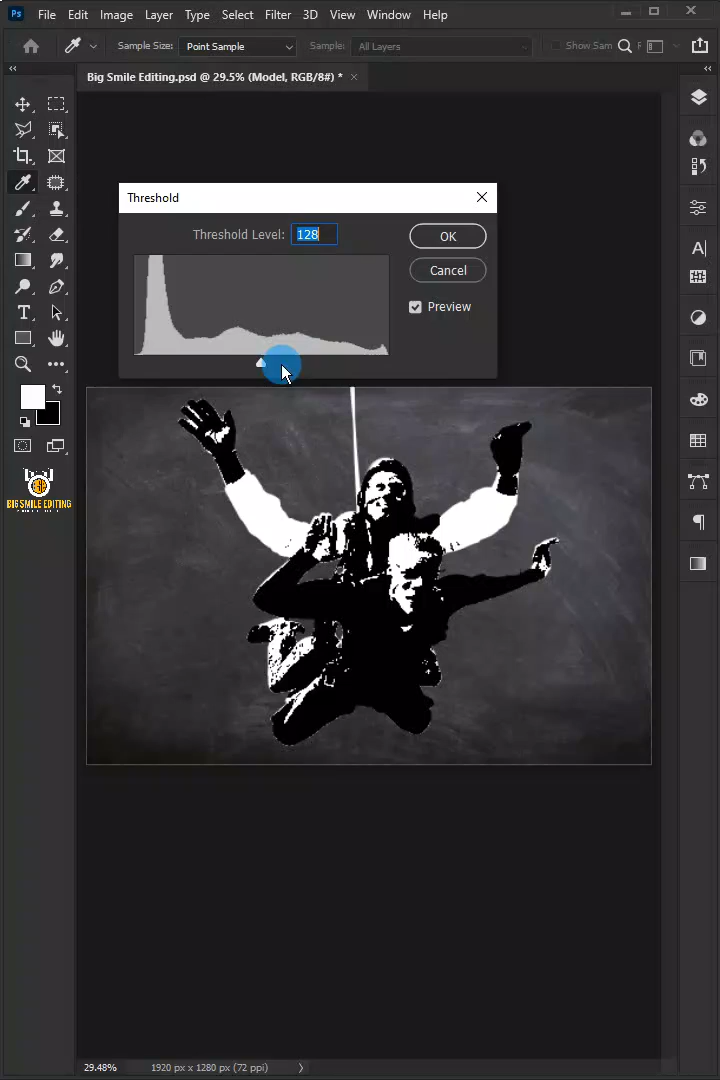 Ps File Edit Image Layer Type Select Filter 3D View Window Help
Sample Size: Point Sample Sample: All Layers Show Sam
Big Smile Editing.psd @ 29.5% (Model, RGB/8#) *
Threshold
Threshold Level: 128
OK
Cancel
Preview
BIG SMILE EDITING
29.48% 1920 px x 1280 px (72 ppi)